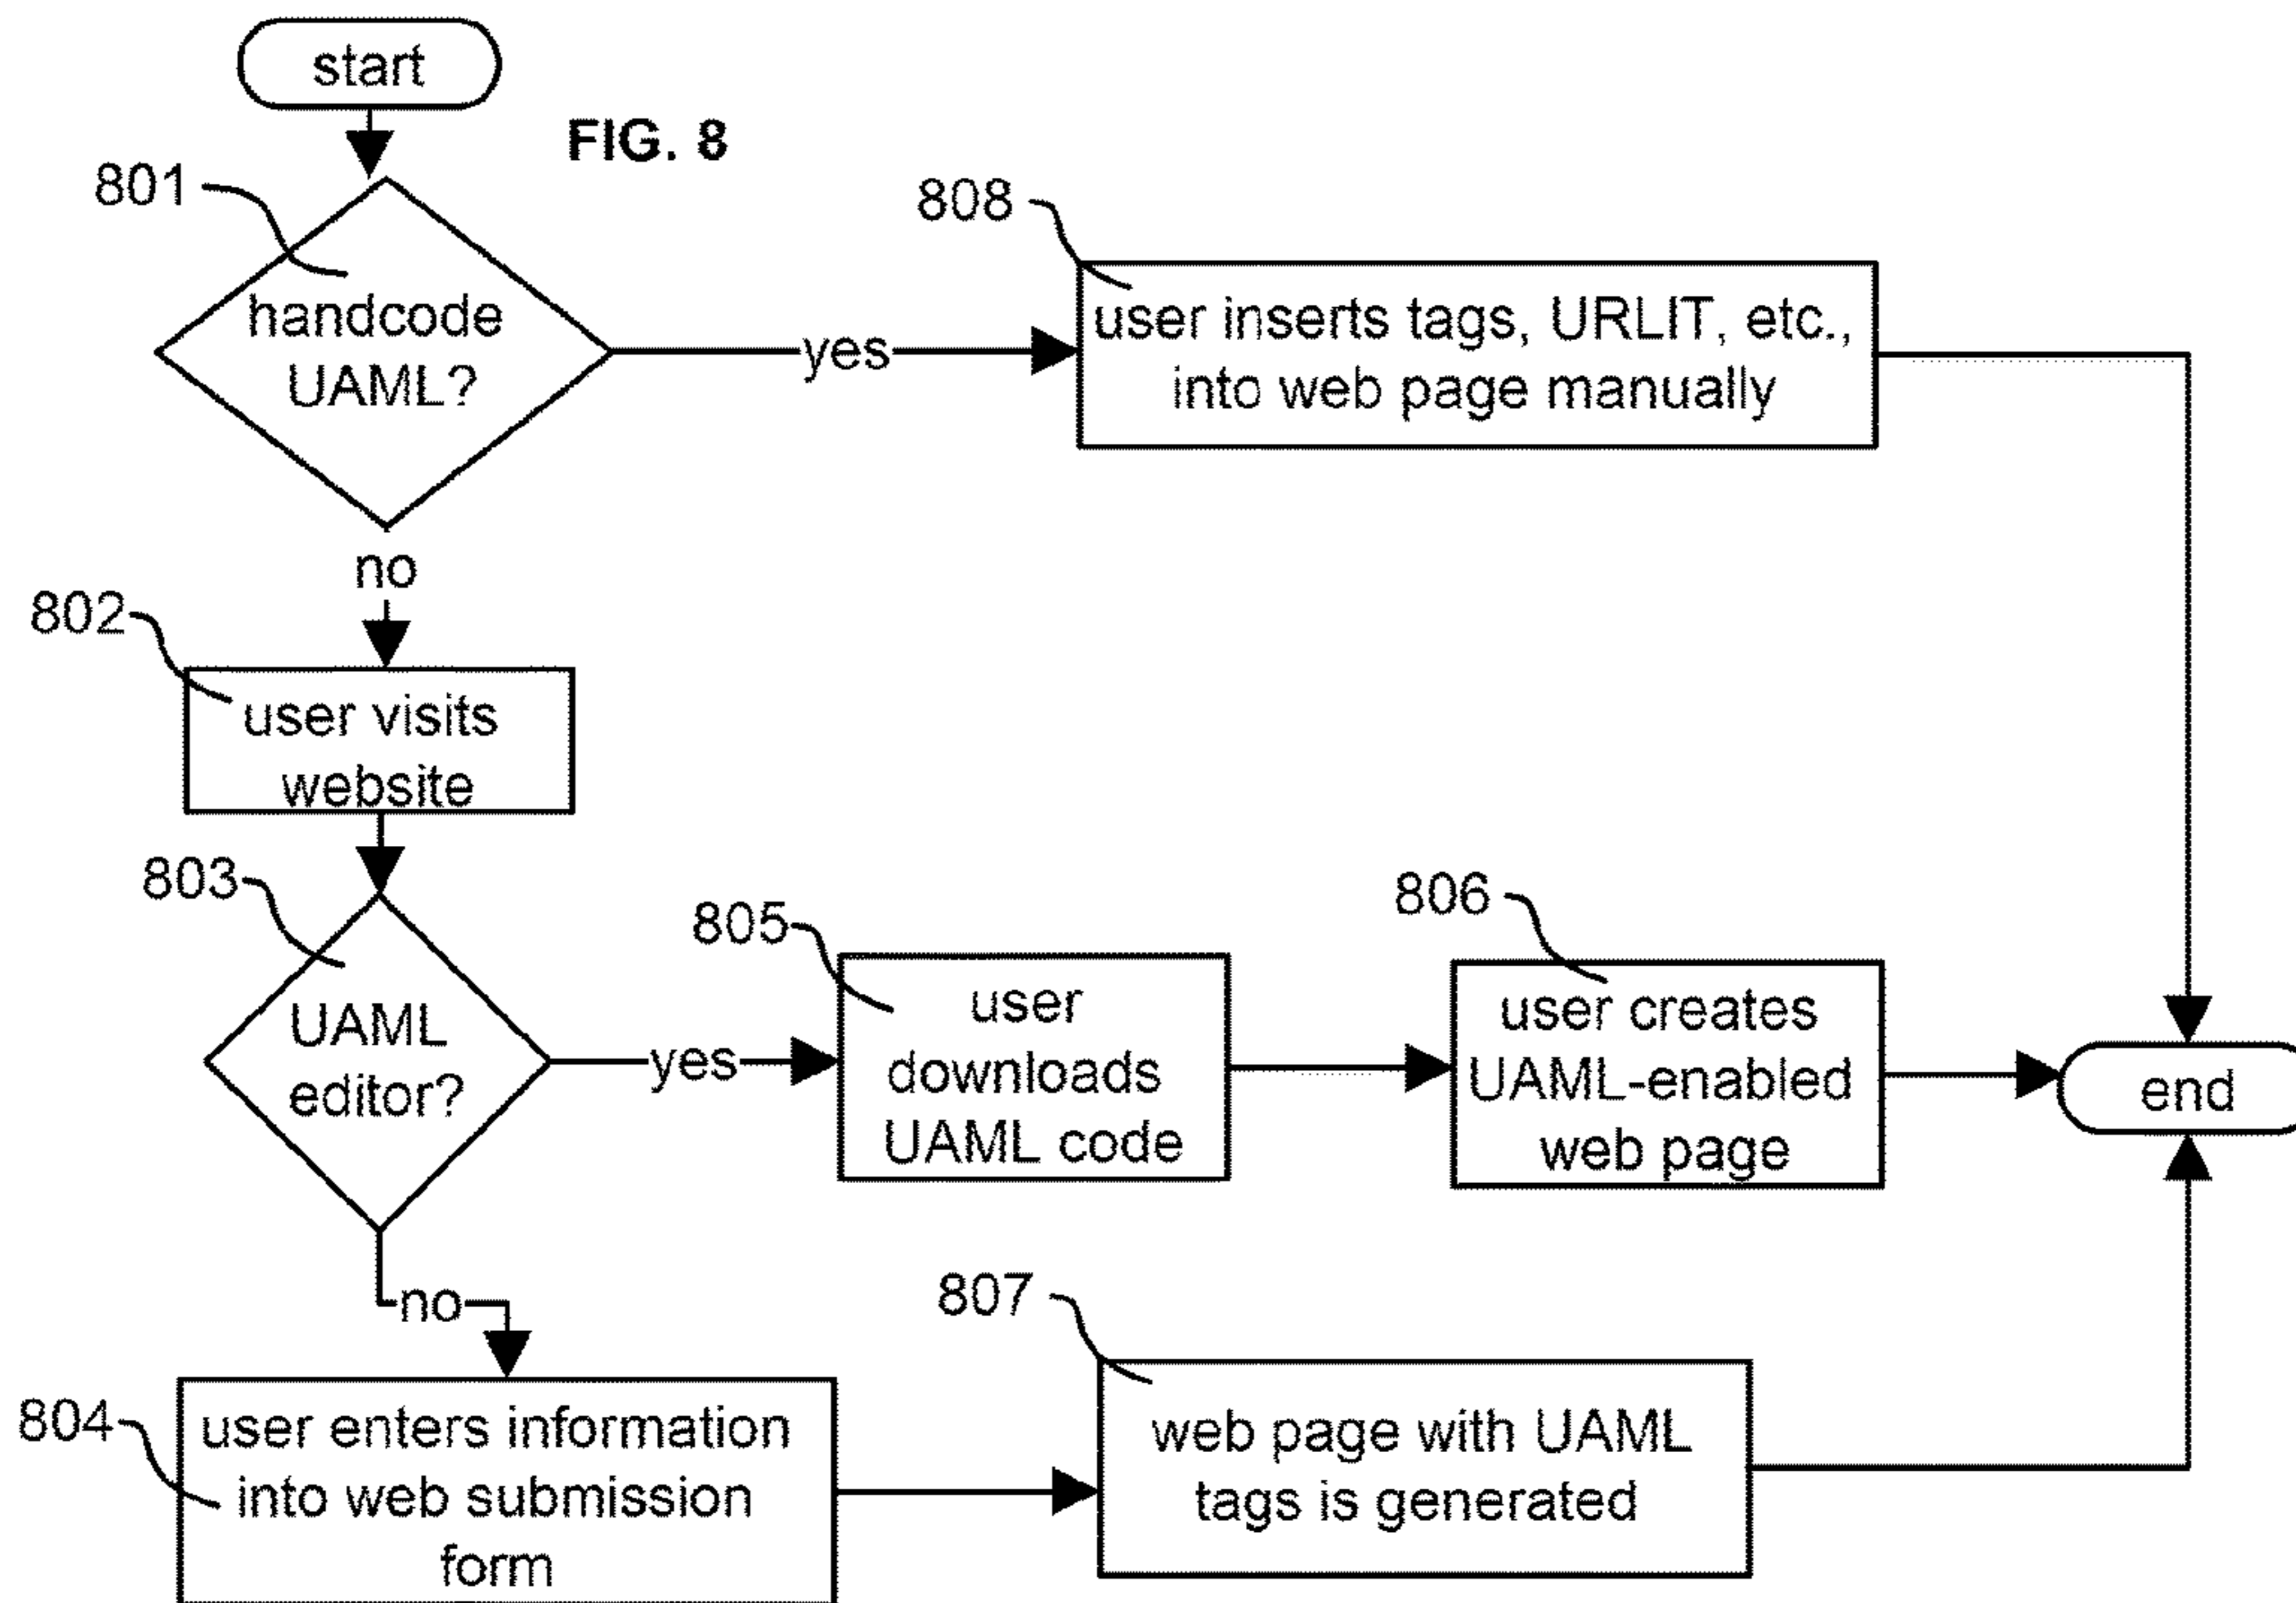 start
FIG. 8
801
handcode
UAML?
yes
808
user inserts tags, URLIT, etc.,
into web page manually
no
802
user visits
website
803
UAML
editor?
yes
805
user
downloads
UAML code
806
user creates
UAML-enabled
web page
end
no
804
user enters information
into web submission
form
807
web page with UAML
tags is generated